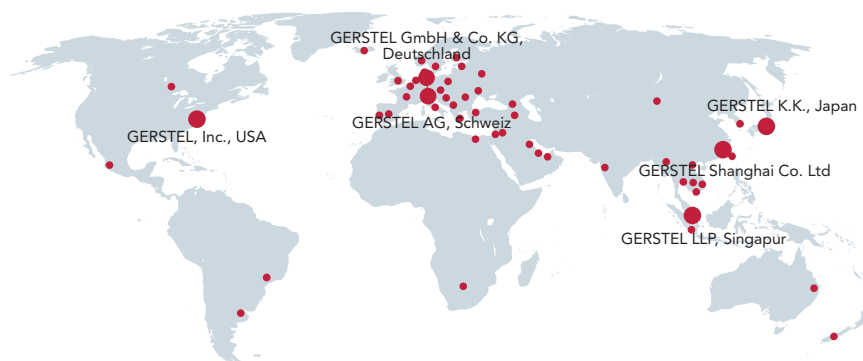 GERSTEL GmbH & Co. KG,
Deutschland
GERSTEL K.K., Japan
GERSTEL AG, Schweiz
GERSTEL, Inc., USA
GERSTEL Shanghai Co. Ltd
GERSTEL LLP, Singapur